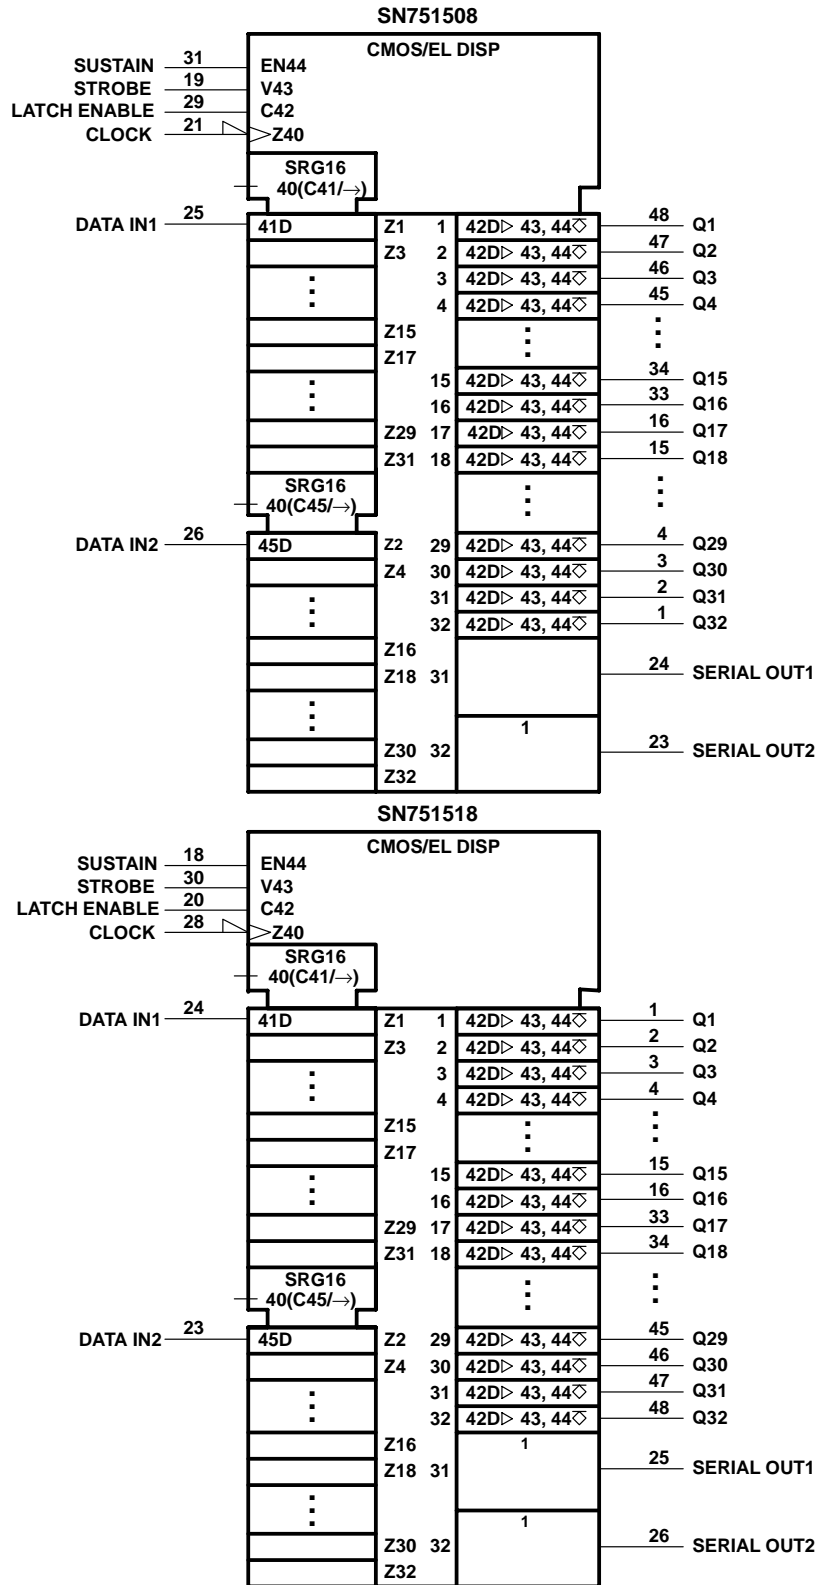 SN751508
CMOS/EL DISP
SUSTAIN 31 EN44
STROBE 19 V43
LATCH ENABLE 29 C42
CLOCK 21 Z40
SRG16
40(C41/→)
DATA IN1 25 41D Z1 1 42D▷ 43, 44⎐ 48 Q1
Z3 2 42D▷ 43, 44⎐ 47 Q2
3 42D▷ 43, 44⎐ 46 Q3
4 42D▷ 43, 44⎐ 45 Q4
Z15
Z17
15 42D▷ 43, 44⎐ 34 Q15
16 42D▷ 43, 44⎐ 33 Q16
Z29 17 42D▷ 43, 44⎐ 16 Q17
Z31 18 42D▷ 43, 44⎐ 15 Q18
SRG16
40(C45/→)
DATA IN2 26 45D Z2 29 42D▷ 43, 44⎐ 4 Q29
Z4 30 42D▷ 43, 44⎐ 3 Q30
31 42D▷ 43, 44⎐ 2 Q31
32 42D▷ 43, 44⎐ 1 Q32
Z16
Z18 31 24 SERIAL OUT1
1
Z30 32 23 SERIAL OUT2
Z32
SN751518
CMOS/EL DISP
SUSTAIN 18 EN44
STROBE 30 V43
LATCH ENABLE 20 C42
CLOCK 28 Z40
SRG16
40(C41/→)
DATA IN1 24 41D Z1 1 42D▷ 43, 44⎐ 1 Q1
Z3 2 42D▷ 43, 44⎐ 2 Q2
3 42D▷ 43, 44⎐ 3 Q3
4 42D▷ 43, 44⎐ 4 Q4
Z15
Z17
15 42D▷ 43, 44⎐ 15 Q15
16 42D▷ 43, 44⎐ 16 Q16
Z29 17 42D▷ 43, 44⎐ 33 Q17
Z31 18 42D▷ 43, 44⎐ 34 Q18
SRG16
40(C45/→)
DATA IN2 23 45D Z2 29 42D▷ 43, 44⎐ 45 Q29
Z4 30 42D▷ 43, 44⎐ 46 Q30
31 42D▷ 43, 44⎐ 47 Q31
32 42D▷ 43, 44⎐ 48 Q32
Z16 1
Z18 31 25 SERIAL OUT1
1
Z30 32 26 SERIAL OUT2
Z32